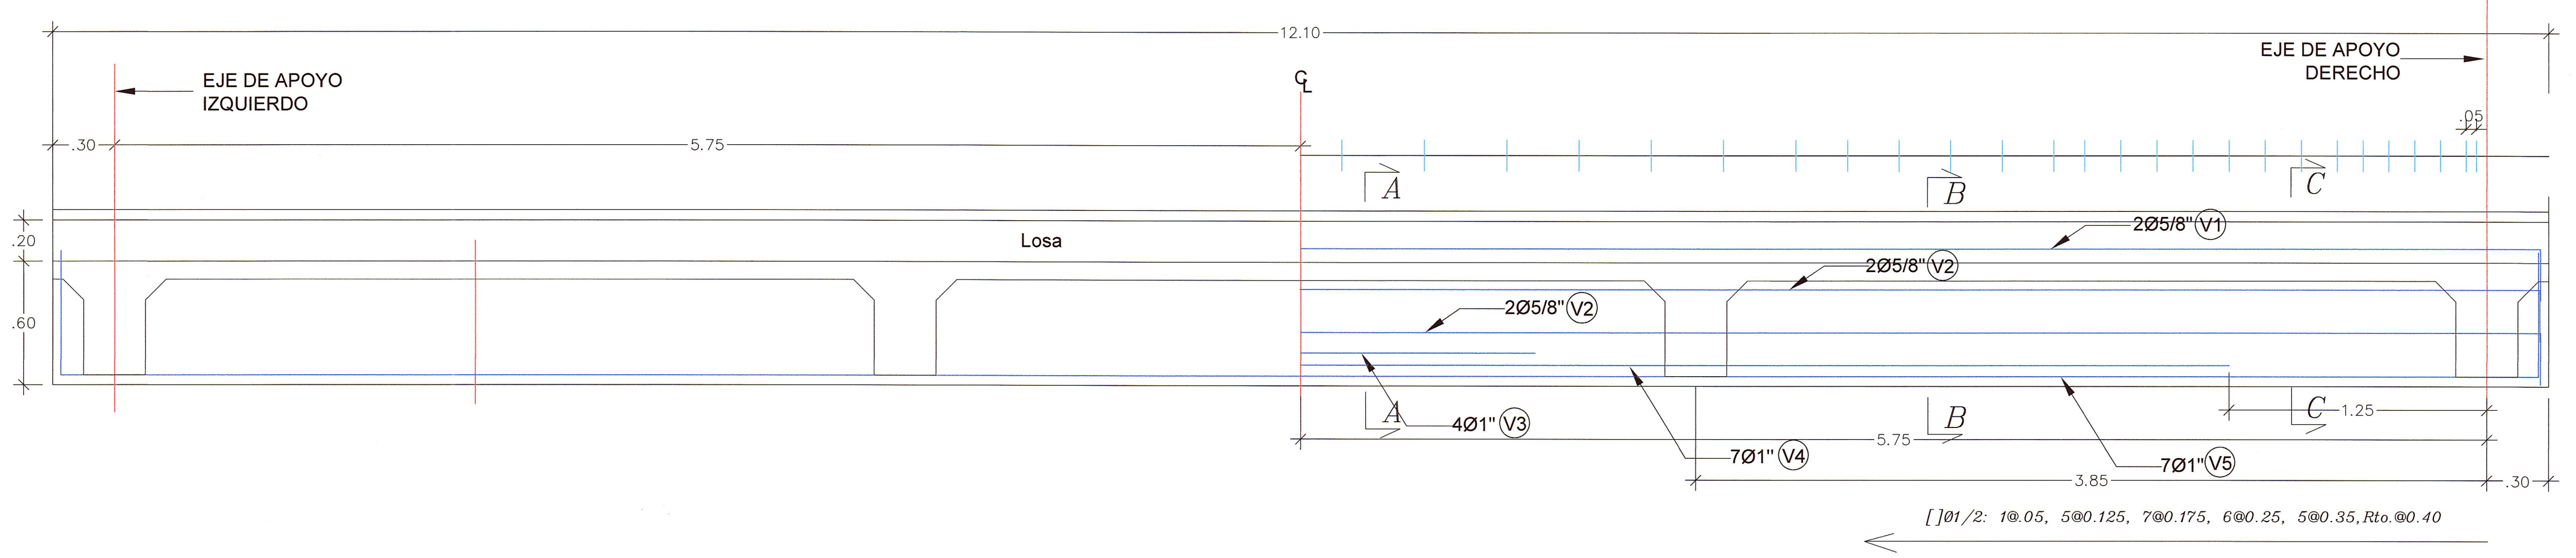 12.10
EJE DE APOYO
IZQUIERDO
EJE DE APOYO
DERECHO
CL
.05
.30
5.75
A
B
C
2Ø5/8" V1
.20
Losa
2Ø5/8" V2
2Ø5/8" V2
.60
A
4Ø1" V3
B
C
1.25
5.75
7Ø1" V4
7Ø1" V5
3.85
.30
[]Ø1/2: 1@.05, 5@0.125, 7@0.175, 6@0.25, 5@0.35,Rto.@0.40